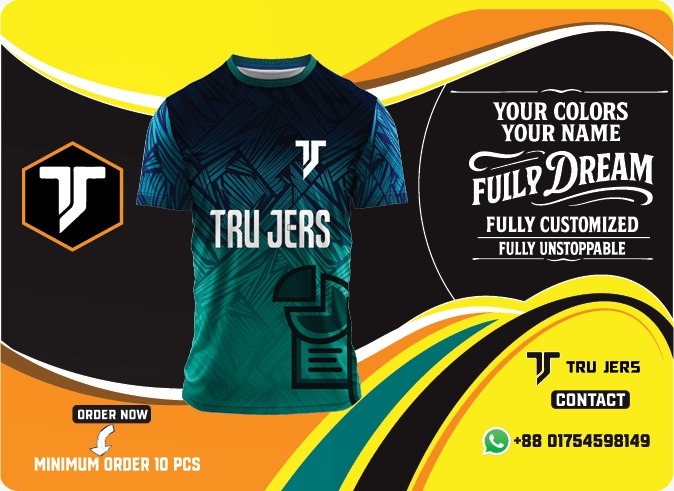 YOUR COLORS
YOUR NAME
FULLY DREAM
FULLY CUSTOMIZED
FULLY UNSTOPPABLE
TRU JERS
TRU JERS
CONTACT
+88 01754598149
ORDER NOW
MINIMUM ORDER 10 PCS